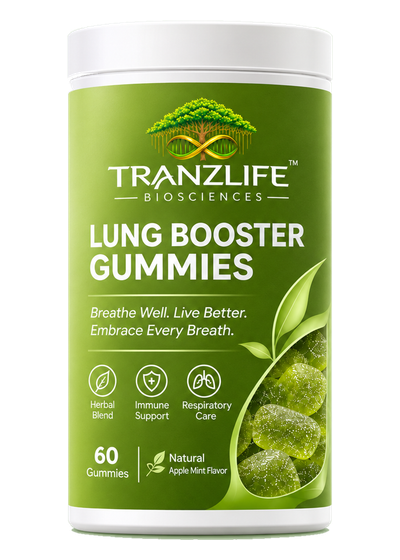 TRANZLIFE™
BIOSCIENCES
LUNG BOOSTER
GUMMIES
Breathe Well. Live Better.
Embrace Every Breath.
Herbal
Blend
Immune
Support
Respiratory
Care
60
Gummies
Natural
Apple Mint Flavor